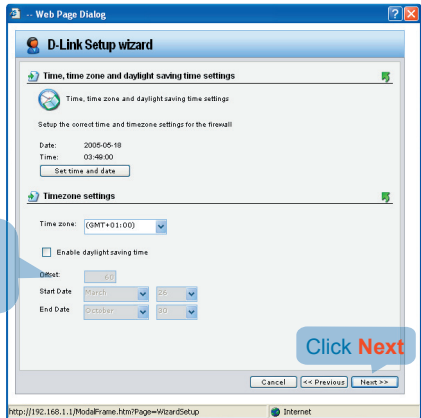 -- Web Page Dialog
D-Link Setup wizard
Time, time zone and daylight saving time settings
Time, time zone and daylight saving time settings
Setup the correct time and timezone settings for the firewall
Date: 2005-05-18
Time: 03:49:00
Set time and date
Timezone settings
Time zone: (GMT+01:00)
Enable daylight saving time
Offset: 60
Start Date March 26
End Date October 30
Click Next
Cancel << Previous Next >>
http://192.168.1.1/ModalFrame.htm?Page=WizardSetup Internet